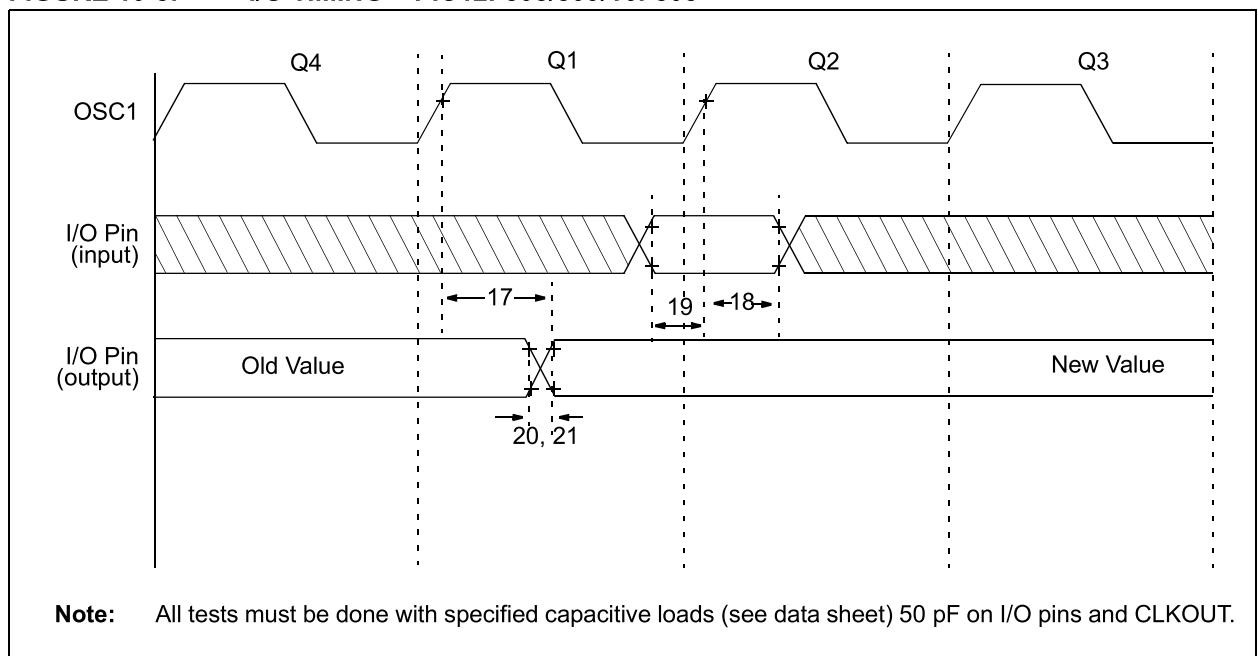 Q4 Q1 Q2 Q3
OSC1
I/O Pin
(input)
17
19
18
I/O Pin
(output)
Old Value
New Value
20, 21
Note: All tests must be done with specified capacitive loads (see data sheet) 50 pF on I/O pins and CLKOUT.